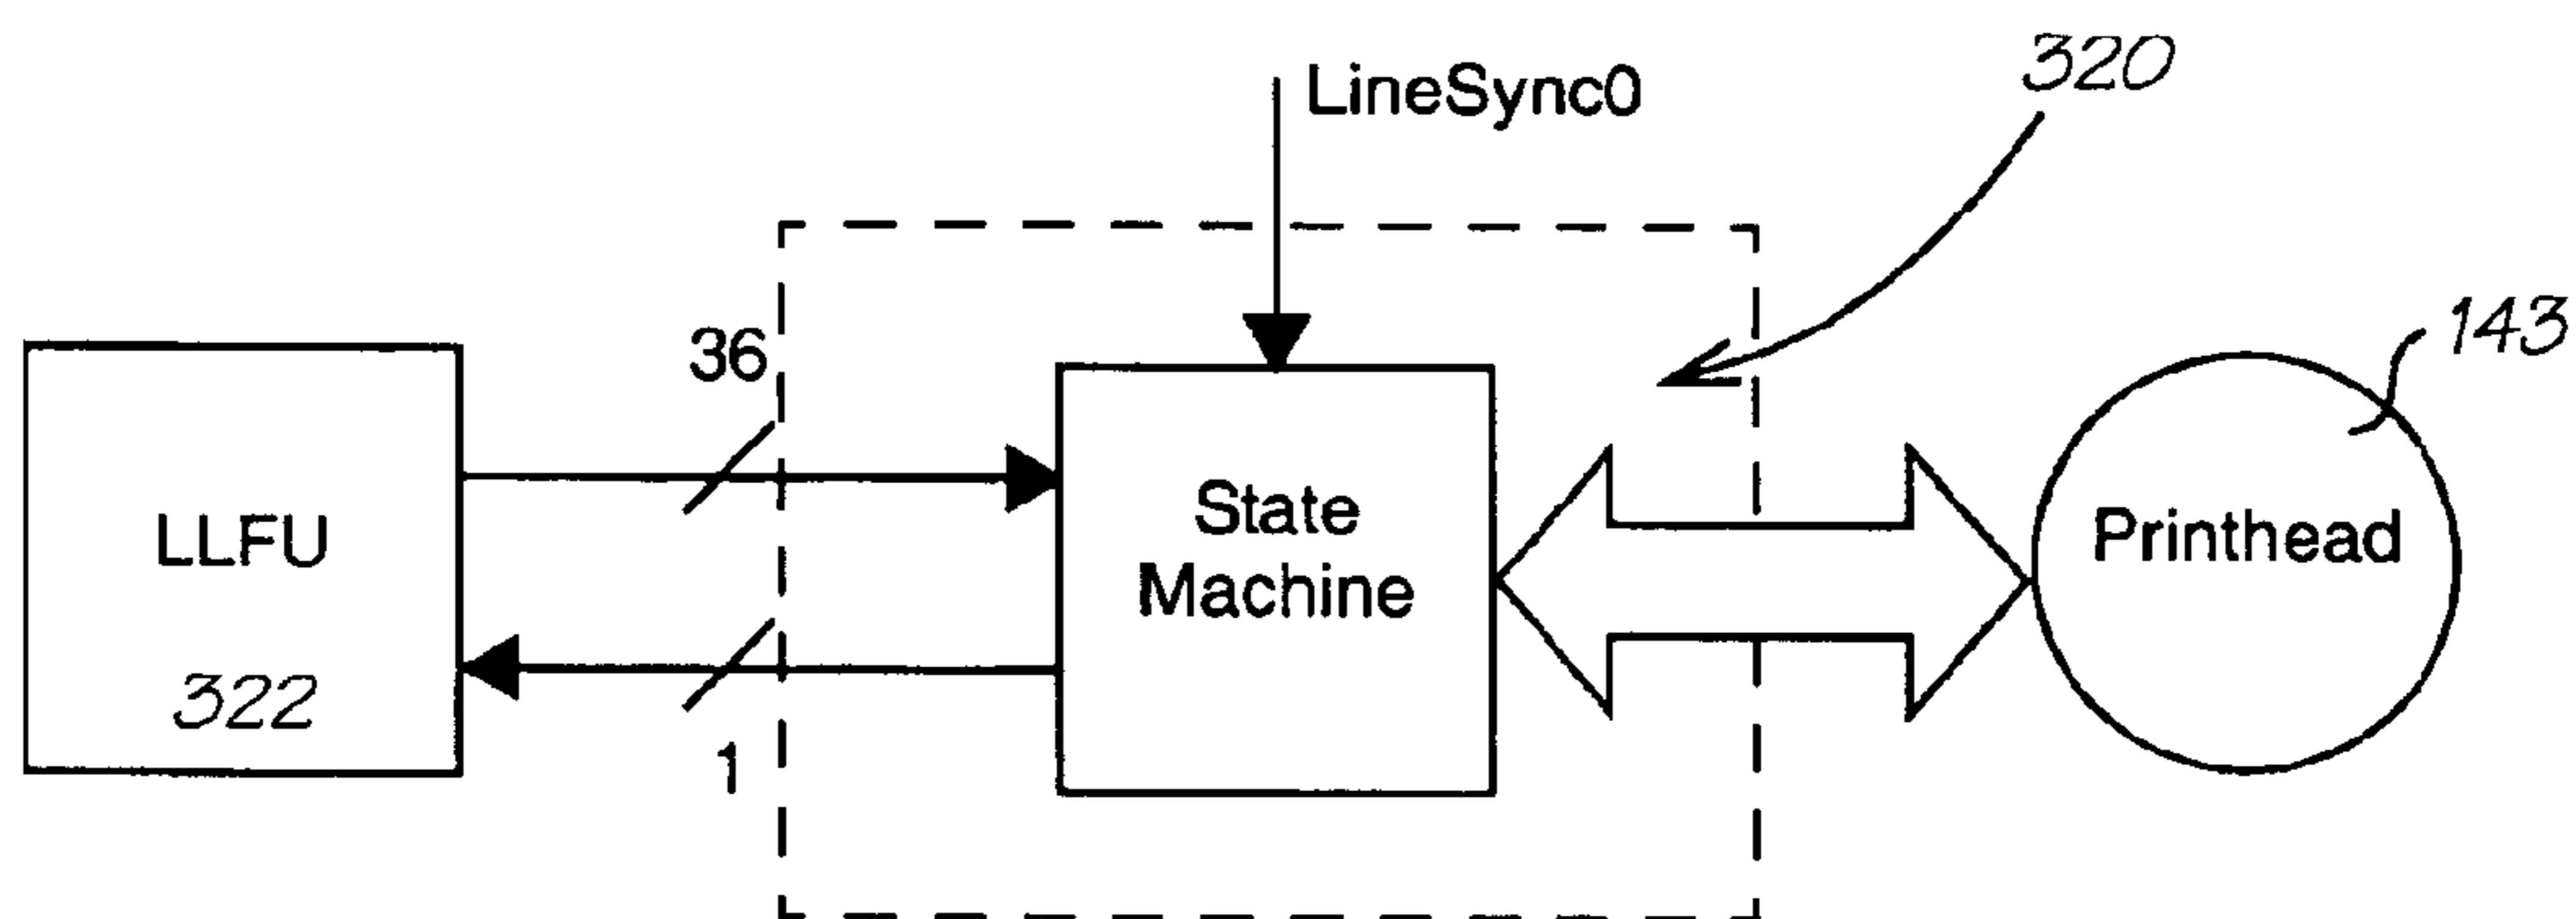 LineSync0
320
36
143
LLFU
State
Machine
Printhead
322
1